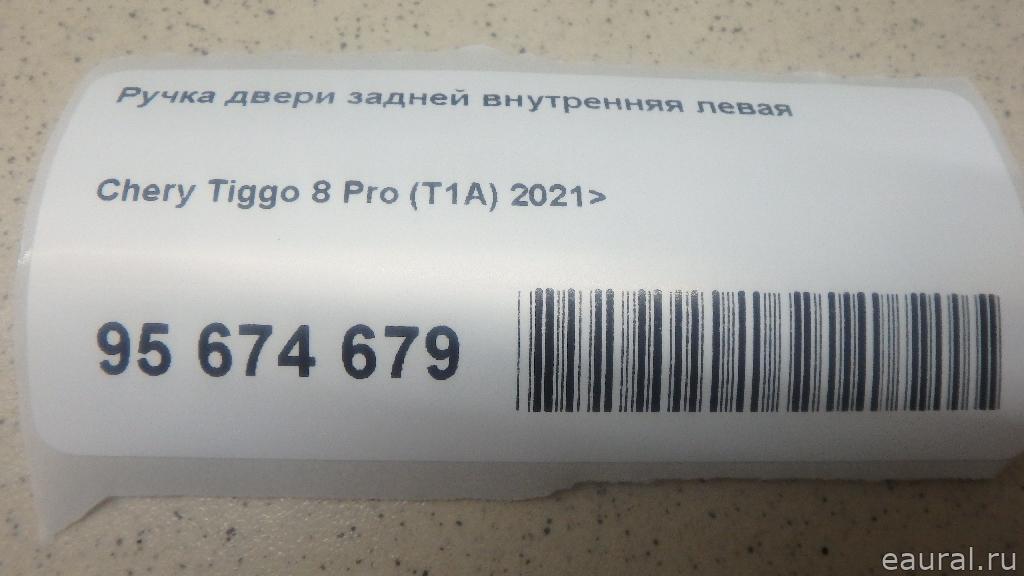 Ручка двери задней внутренняя левая
Chery Tiggo 8 Pro (T1A) 2021>
95 674 679
eaural.ru